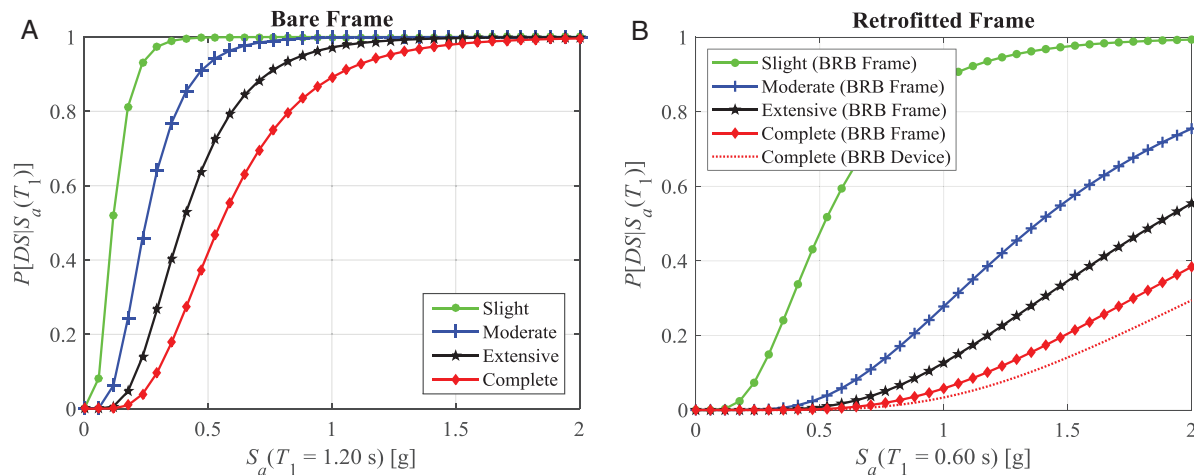 A
Bare Frame
P[DS|S_a(T_1)]
1
0.8
0.6
0.4
0.2
0
0
0.5
1
1.5
2
Slight
Moderate
Extensive
Complete
S_a(T_1 = 1.20 s) [g]
B
Retrofitted Frame
P[DS|S_a(T_1)]
1
0.8
0.6
0.4
0.2
0
0
0.5
1
1.5
2
Slight (BRB Frame)
Moderate (BRB Frame)
Extensive (BRB Frame)
Complete (BRB Frame)
Complete (BRB Device)
S_a(T_1 = 0.60 s) [g]